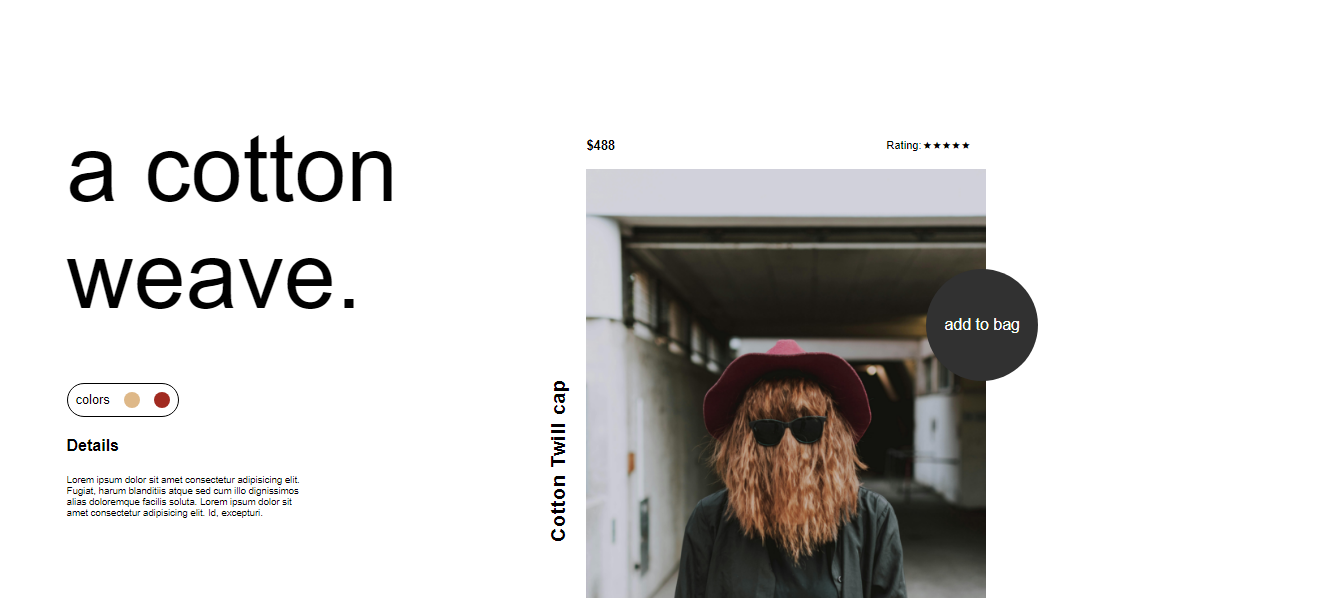 a cotton
weave.
colors
Details
Lorem ipsum dolor sit amet consectetur adipisicing elit.
Fugiat, harum blanditiis atque sed cum illo dignissimos
alias doloremque facilis soluta. Lorem ipsum dolor sit
amet consectetur adipisicing elit. Id, excepturi.
$488
Rating: ★★★★★
add to bag
Cotton Twill cap